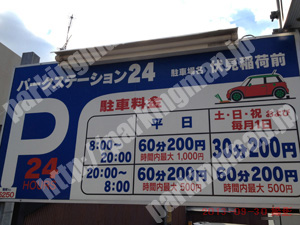 パークステーション24
駐車場名 伏見稲荷前
P
24
HOURS
駐車料金
平日
土・日・祝および
毎月1日
8:00～
20:00
60分200円
時間内最大1,000円
30分200円
20:00～
8:00
60分200円
時間内最大500円
60分200円
時間内最大500円